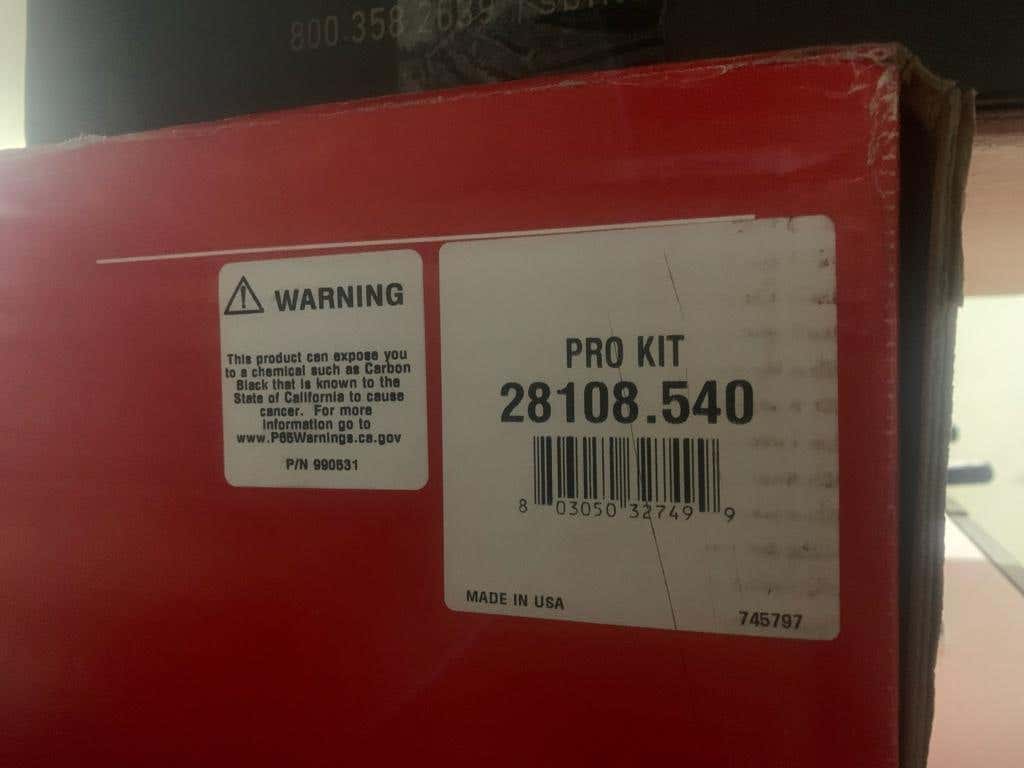 800.358.2639
WARNING
This product can expose you
to a chemical such as Carbon
Black that is known to the
State of California to cause
cancer. For more
information go to
www.P65Warnings.ca.gov
P/N 990531
PRO KIT
28108.540
8 03050 32749 9
MADE IN USA
745797